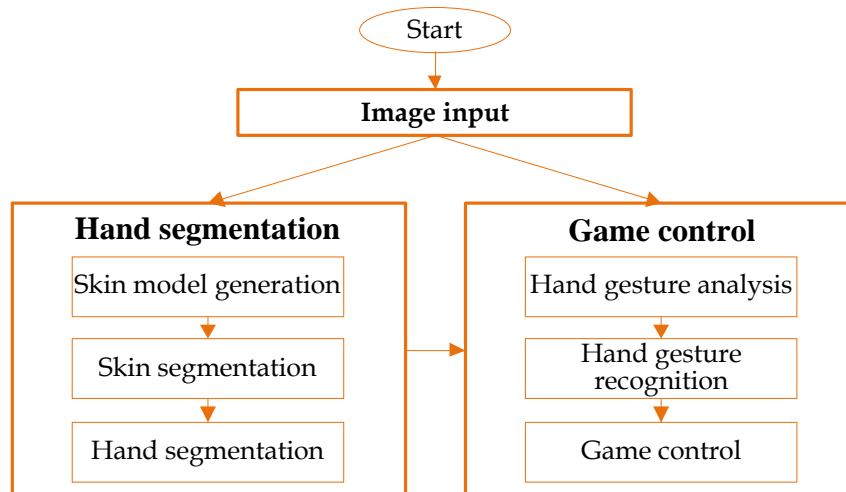 Start
Image input
Hand segmentation
Skin model generation
Skin segmentation
Hand segmentation
Game control
Hand gesture analysis
Hand gesture
recognition
Game control